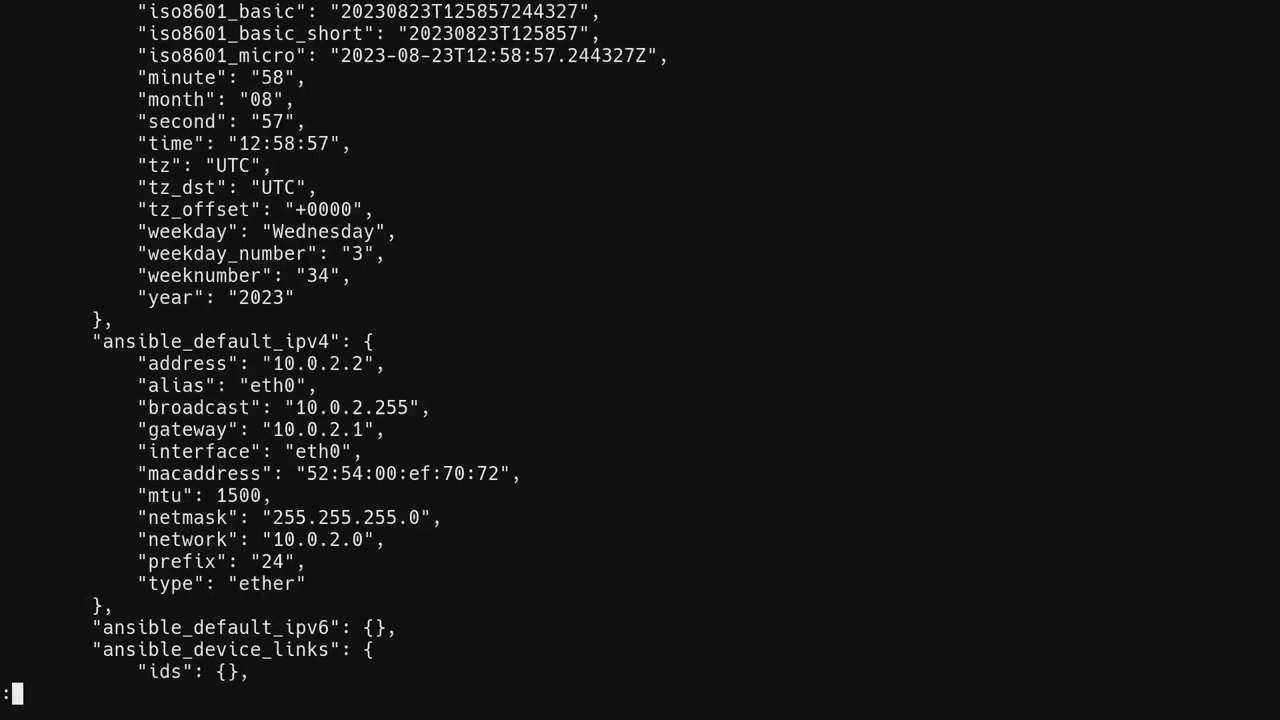 "iso8601_basic": "20230823T125857244327",
"iso8601_basic_short": "20230823T125857",
"iso8601_micro": "2023-08-23T12:58:57.244327Z",
"minute": "58",
"month": "08",
"second": "57",
"time": "12:58:57",
"tz": "UTC",
"tz_dst": "UTC",
"tz_offset": "+0000",
"weekday": "Wednesday",
"weekday_number": "3",
"weeknumber": "34",
"year": "2023"
},
"ansible_default_ipv4": {
"address": "10.0.2.2",
"alias": "eth0",
"broadcast": "10.0.2.255",
"gateway": "10.0.2.1",
"interface": "eth0",
"macaddress": "52:54:00:ef:70:72",
"mtu": 1500,
"netmask": "255.255.255.0",
"network": "10.0.2.0",
"prefix": "24",
"type": "ether"
},
"ansible_default_ipv6": {},
"ansible_device_links": {
"ids": {},
: